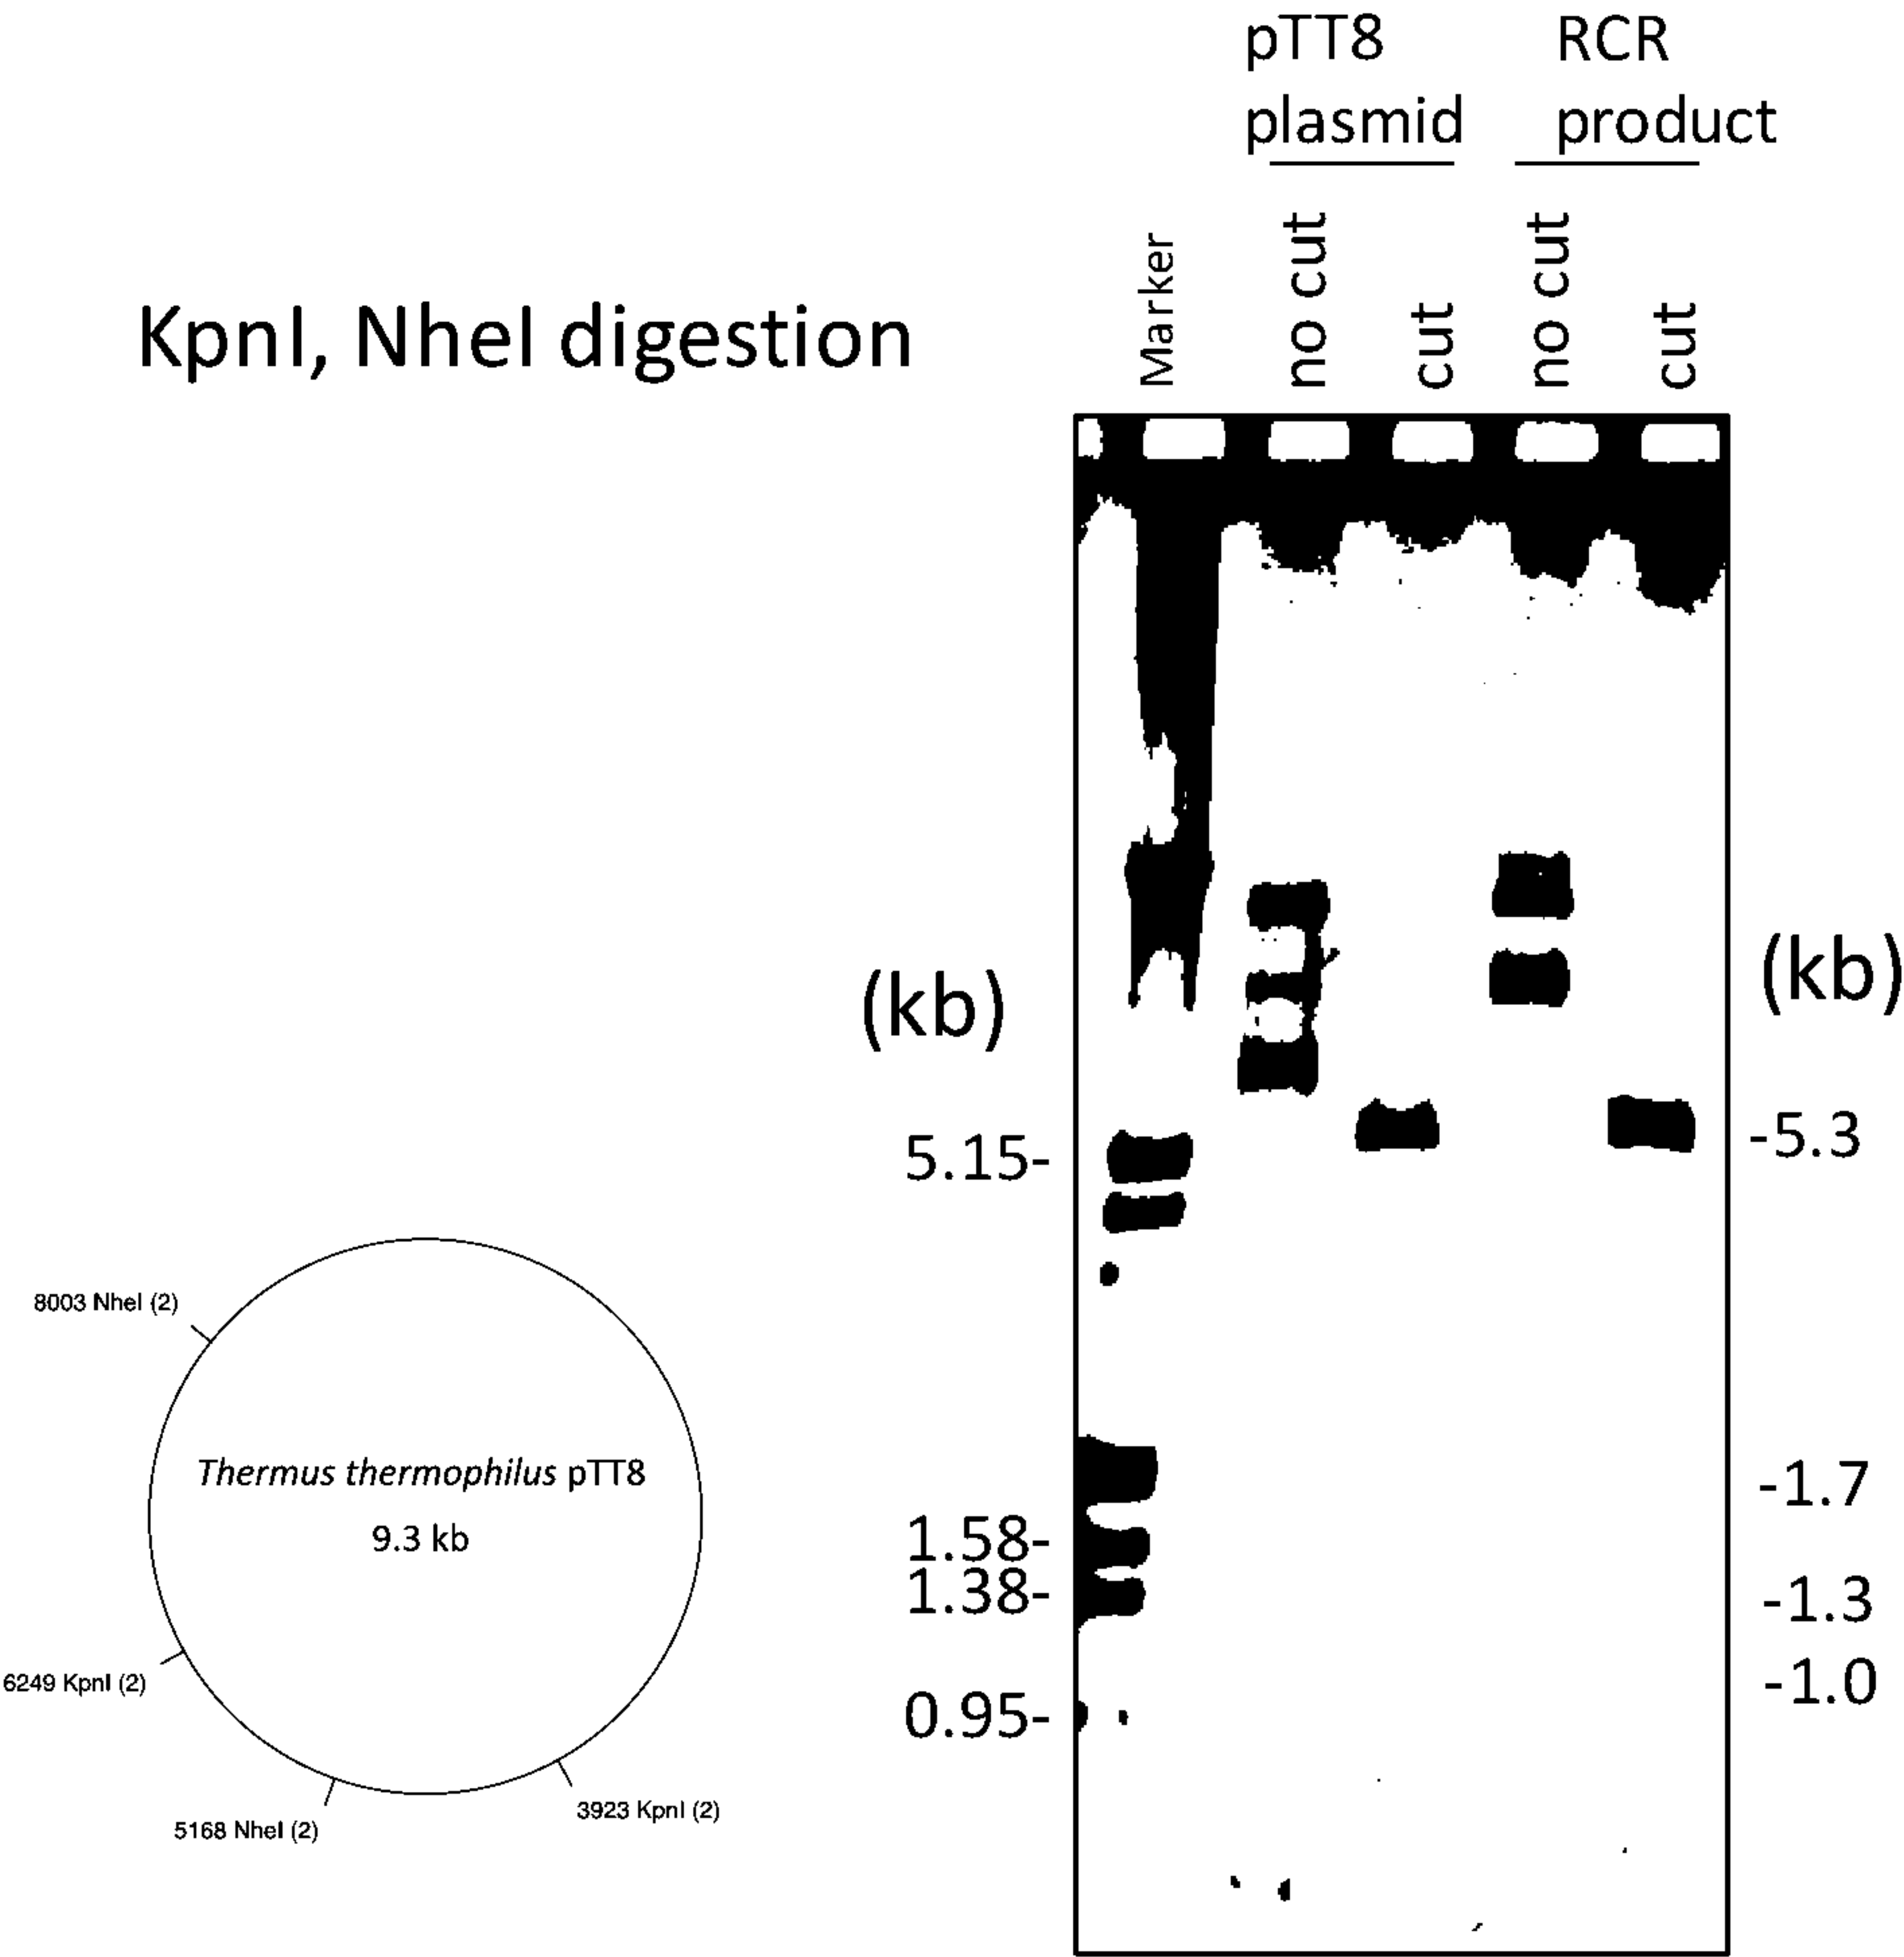 pTT8
plasmid
RCR
product
Marker
no cut
cut
no cut
cut
KpnI, NheI digestion
(kb)
5.15-
1.58-
1.38-
0.95-
(kb)
-5.3
-1.7
-1.3
-1.0
8003 NheI (2)
Thermus thermophilus pTT8
9.3 kb
6249 KpnI (2)
5168 NheI (2)
3923 KpnI (2)